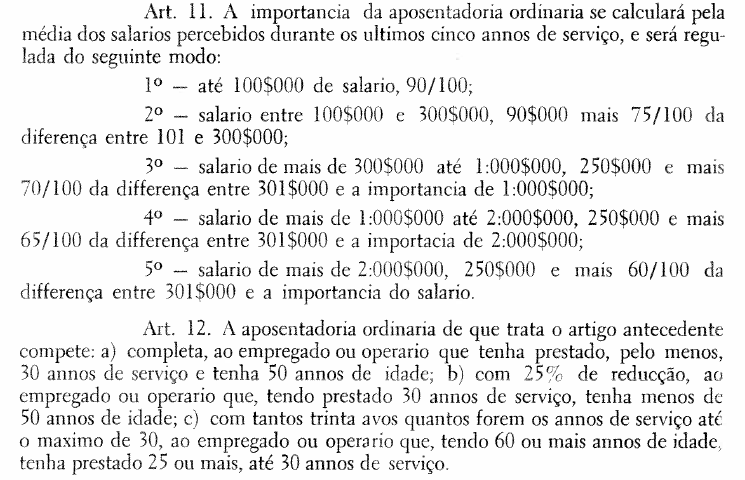 Art. 11. A importancia da aposentadoria ordinaria se calculará pela
média dos salarios percebidos durante os ultimos cinco annos de serviço, e será regu-
lada do seguinte modo:
1º — até 100$000 de salario, 90/100;
2º — salario entre 100$000 e 300$000, 90$000 mais 75/100 da
diferença entre 101 e 300$000;
3º — salario de mais de 300$000 até 1:000$000, 250$000 e mais
70/100 da differença entre 301$000 e a importancia de 1:000$000;
4º — salario de mais de 1:000$000 até 2:000$000, 250$000 e mais
65/100 da differença entre 301$000 e a importacia de 2:000$000;
5º — salario de mais de 2:000$000, 250$000 e mais 60/100 da
differença entre 301$000 e a importancia do salario.
Art. 12. A aposentadoria ordinaria de que trata o artigo antecedente
compete: a) completa, ao empregado ou operario que tenha prestado, pelo menos,
30 annos de serviço e tenha 50 annos de idade; b) com 25% de reducção, ao
empregado ou operario que, tendo prestado 30 annos de serviço, tenha menos de
50 annos de idade; c) com tantos trinta avos quantos forem os annos de serviço até
o maximo de 30, ao empregado ou operario que, tendo 60 ou mais annos de idade,
tenha prestado 25 ou mais, até 30 annos de serviço.